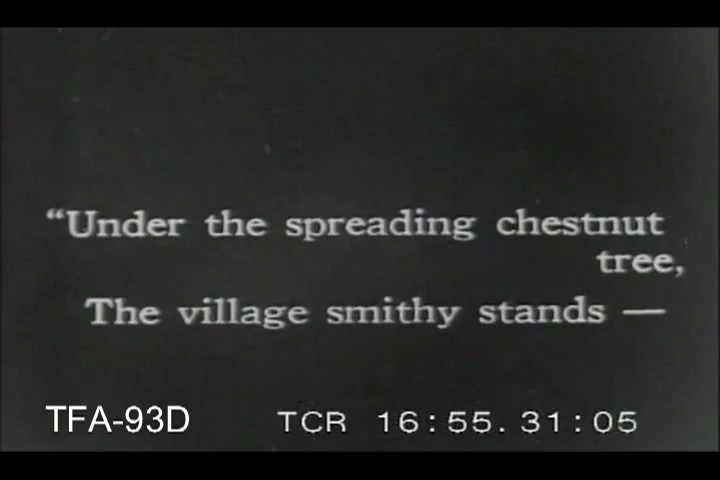 “Under the spreading chestnut
tree,
The village smithy stands —
TFA-93D
TCR 16:55.31:05